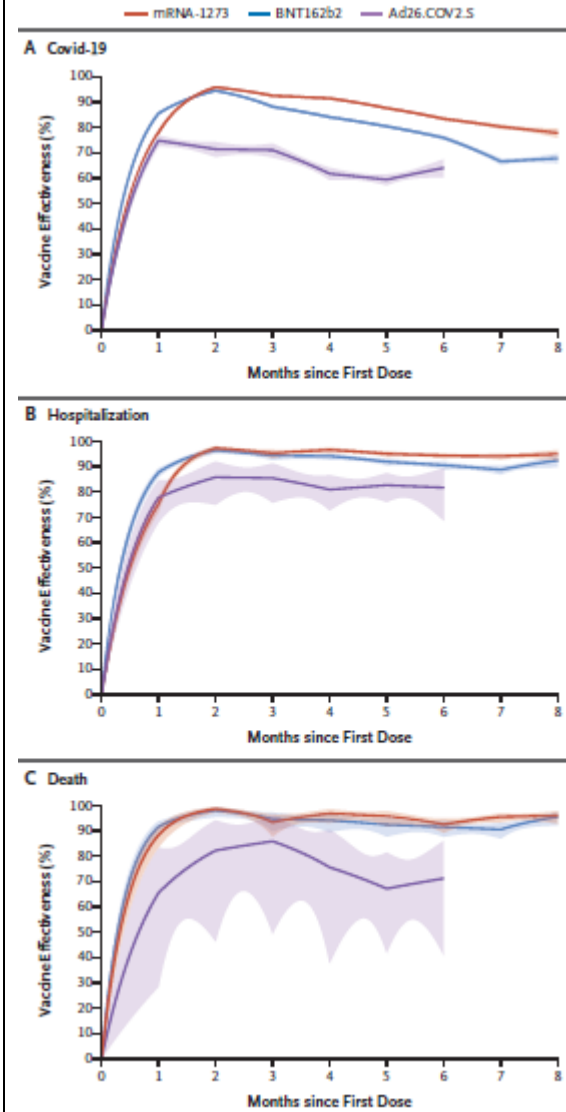 mRNA-1273 BNT162b2 Ad26.COV2.S
A Covid-19
Vaccine Effectiveness (%)
100
90
80
70
60
50
40
30
20
10
0
0 1 2 3 4 5 6 7 8
Months since First Dose
B Hospitalization
Vaccine Effectiveness (%)
100
90
80
70
60
50
40
30
20
10
0
0 1 2 3 4 5 6 7 8
Months since First Dose
C Death
Vaccine Effectiveness (%)
100
90
80
70
60
50
40
30
20
10
0
0 1 2 3 4 5 6 7 8
Months since First Dose